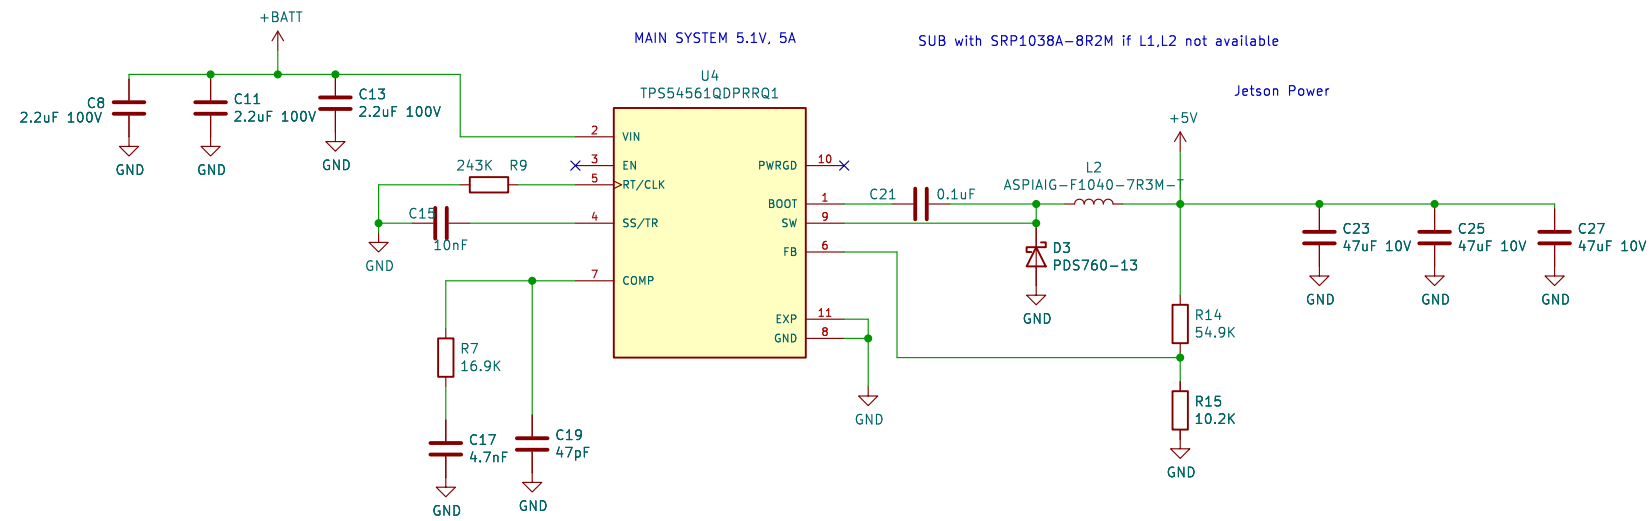 +BATT
MAIN SYSTEM 5.1V, 5A
SUB with SRP1038A-8R2M if L1,L2 not available
Jetson Power
C8
2.2uF 100V
C11
2.2uF 100V
C13
2.2uF 100V
GND
GND
GND
U4
TPS54561QDPRRQ1
2
VIN
3
EN
5
RT/CLK
4
SS/TR
7
COMP
PWRGD
10
BOOT
1
SW
9
FB
6
EXP
11
GND
8
243K
R9
C15
10nF
GND
R7
16.9K
C17
4.7nF
GND
C19
47pF
GND
GND
C21
0.1uF
D3
PDS760-13
GND
L2
ASPIAIG-F1040-7R3M-T
+5V
R14
54.9K
R15
10.2K
GND
C23
47uF 10V
GND
C25
47uF 10V
GND
C27
47uF 10V
GND